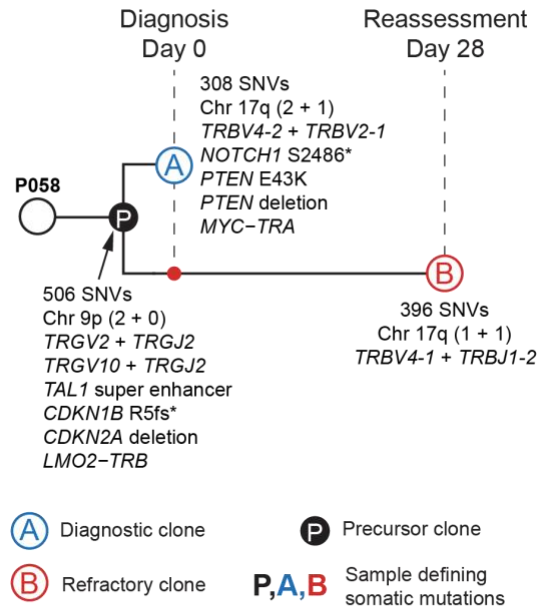 Diagnosis
Day 0
Reassessment
Day 28
308 SNVs
Chr 17q (2 + 1)
TRBV4-2 + TRBV2-1
NOTCH1 S2486*
PTEN E43K
PTEN deletion
MYC−TRA
A
P058
P
B
506 SNVs
Chr 9p (2 + 0)
TRGV2 + TRGJ2
TRGV10 + TRGJ2
TAL1 super enhancer
CDKN1B R5fs*
CDKN2A deletion
LMO2−TRB
396 SNVs
Chr 17q (1 + 1)
TRBV4-1 + TRBJ1-2
A Diagnostic clone
P Precursor clone
B Refractory clone
P,A,B Sample defining
somatic mutations